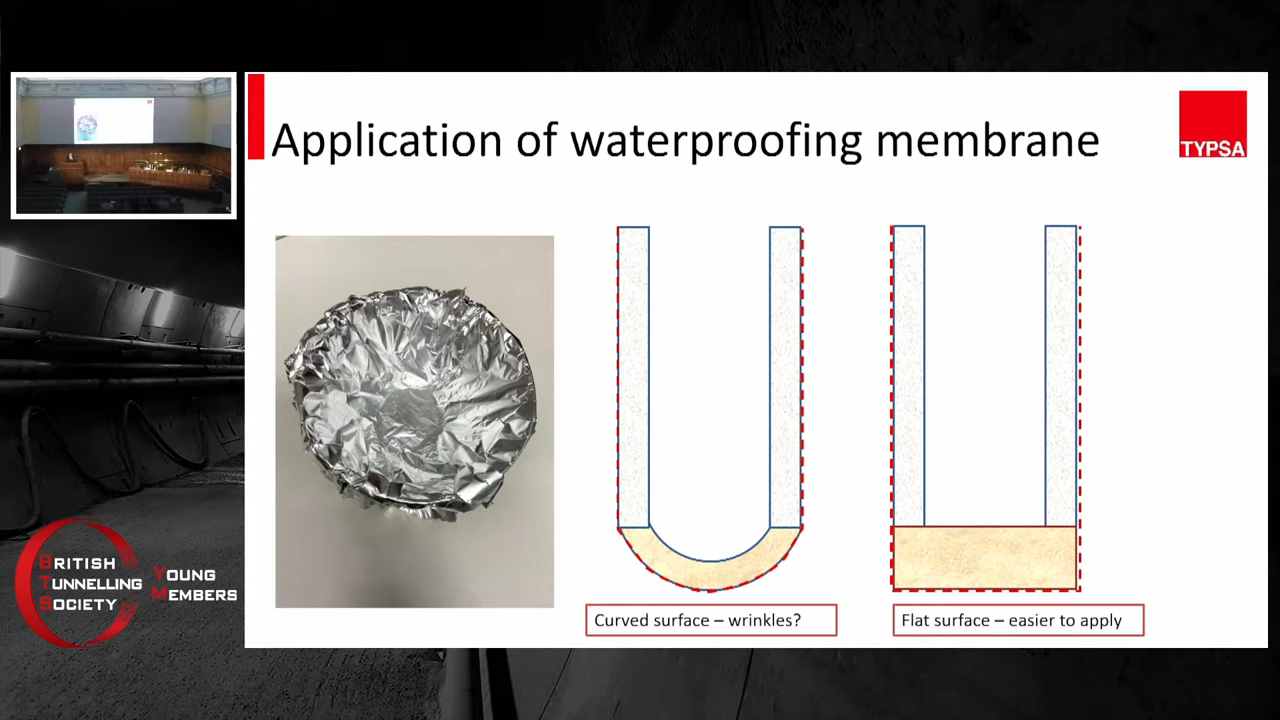 Application of waterproofing membrane
TYPSA
Curved surface – wrinkles?
Flat surface – easier to apply
BRITISH
TUNNELLING
SOCIETY
YOUNG
MEMBERS